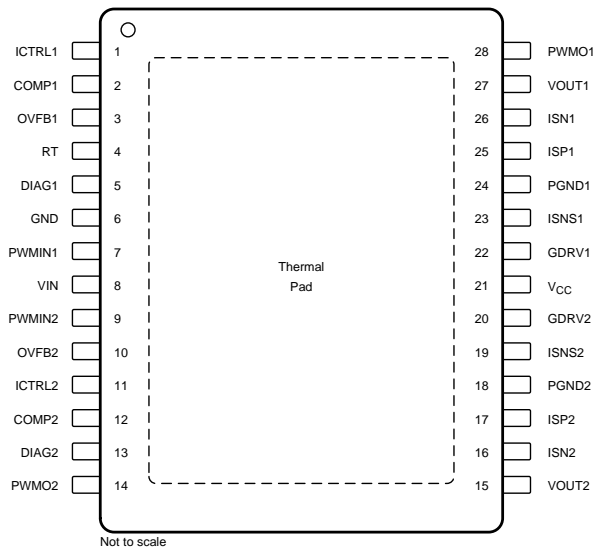 ICTRL1 1 28 PWMO1
COMP1 2 27 VOUT1
OVFB1 3 26 ISN1
RT 4 25 ISP1
DIAG1 5 24 PGND1
GND 6 23 ISNS1
PWMIN1 7 22 GDRV1
Thermal
Pad
VIN 8 21 VCC
PWMIN2 9 20 GDRV2
OVFB2 10 19 ISNS2
ICTRL2 11 18 PGND2
COMP2 12 17 ISP2
DIAG2 13 16 ISN2
PWMO2 14 15 VOUT2
Not to scale